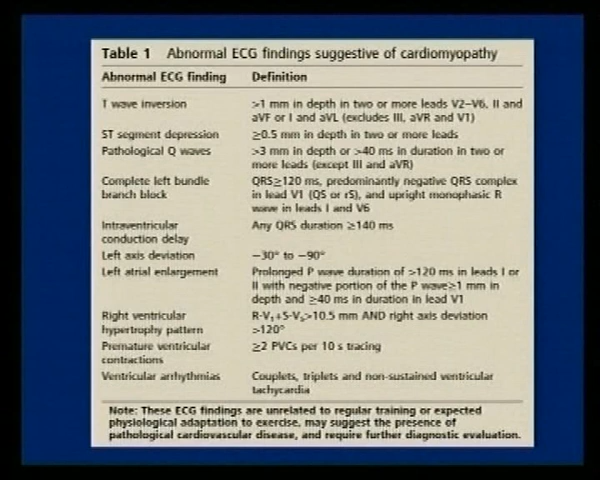 Table 1 Abnormal ECG findings suggestive of cardiomyopathy
Abnormal ECG finding Definition
T wave inversion >1 mm in depth in two or more leads V2–V6, II and
aVF or I and aVL (excludes III, aVR and V1)
ST segment depression ≥0.5 mm in depth in two or more leads
Pathological Q waves >3 mm in depth or >40 ms in duration in two or
more leads (except III and aVR)
Complete left bundle QRS≥120 ms, predominantly negative QRS complex
branch block in lead V1 (QS or rS), and upright monophasic R
wave in leads I and V6
Intraventricular Any QRS duration ≥140 ms
conduction delay
Left axis deviation −30° to −90°
Left atrial enlargement Prolonged P wave duration of >120 ms in leads I or
II with negative portion of the P wave≥1 mm in
depth and ≥40 ms in duration in lead V1
Right ventricular R-V₁+S-V₅>10.5 mm AND right axis deviation
hypertrophy pattern >120°
Premature ventricular ≥2 PVCs per 10 s tracing
contractions
Ventricular arrhythmias Couplets, triplets and non-sustained ventricular
tachycardia
Note: These ECG findings are unrelated to regular training or expected
physiological adaptation to exercise, may suggest the presence of
pathological cardiovascular disease, and require further diagnostic evaluation.